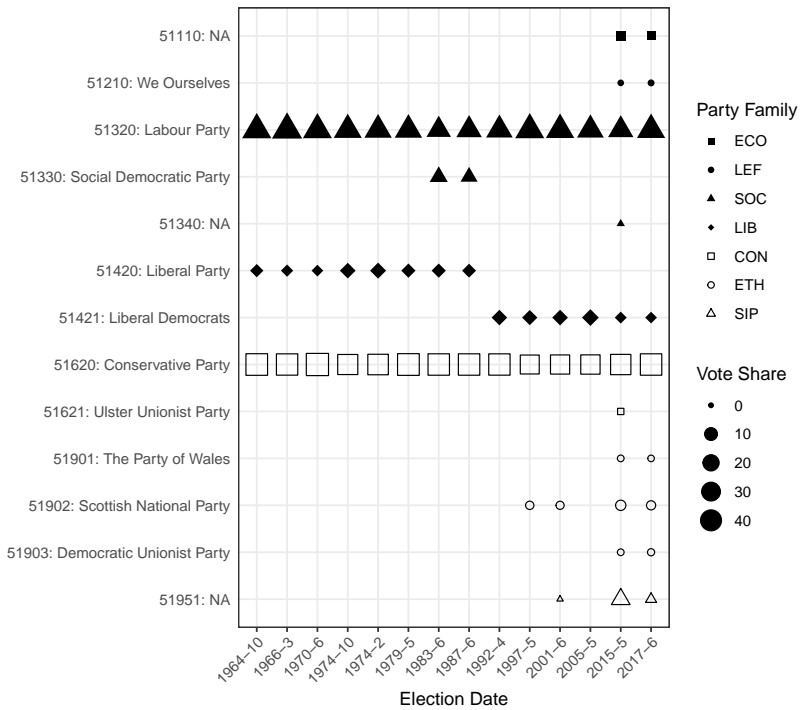 51110: NA
51210: We Ourselves
51320: Labour Party
51330: Social Democratic Party
51340: NA
51420: Liberal Party
51421: Liberal Democrats
51620: Conservative Party
51621: Ulster Unionist Party
51901: The Party of Wales
51902: Scottish National Party
51903: Democratic Unionist Party
51951: NA
1964–10
1966–3
1970–6
1974–10
1974–2
1979–5
1983–6
1987–6
1992–4
1997–5
2001–6
2005–5
2015–5
2017–6
Election Date
Party Family
ECO
LEF
SOC
LIB
CON
ETH
SIP
Vote Share
0
10
20
30
40